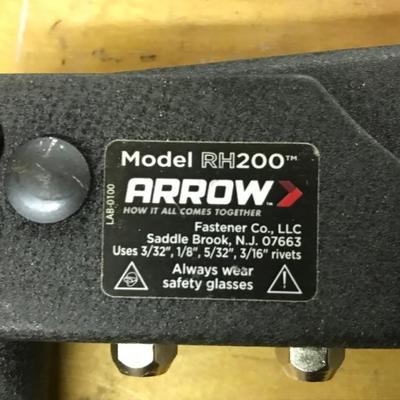 Model RH200™
ARROW™
HOW IT ALL COMES TOGETHER
Fastener Co., LLC
Saddle Brook, N.J. 07663
Uses 3/32", 1/8", 5/32", 3/16" rivets
Always wear
safety glasses
LAB-0100